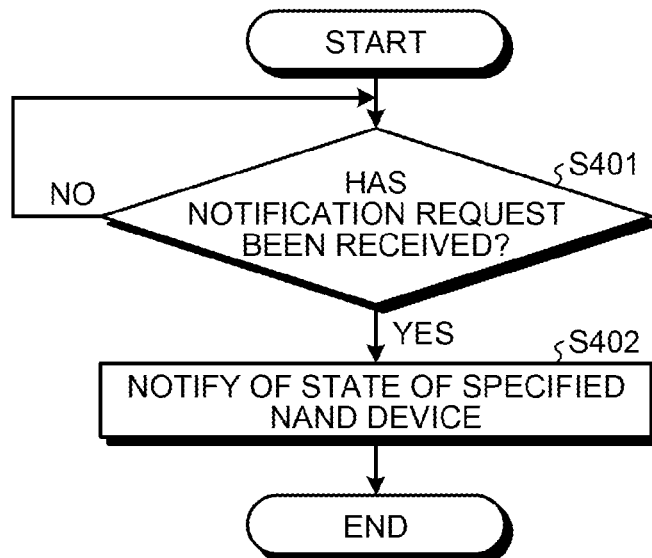 START
S401
HAS
NOTIFICATION REQUEST
BEEN RECEIVED?
NO
YES
S402
NOTIFY OF STATE OF SPECIFIED
NAND DEVICE
END